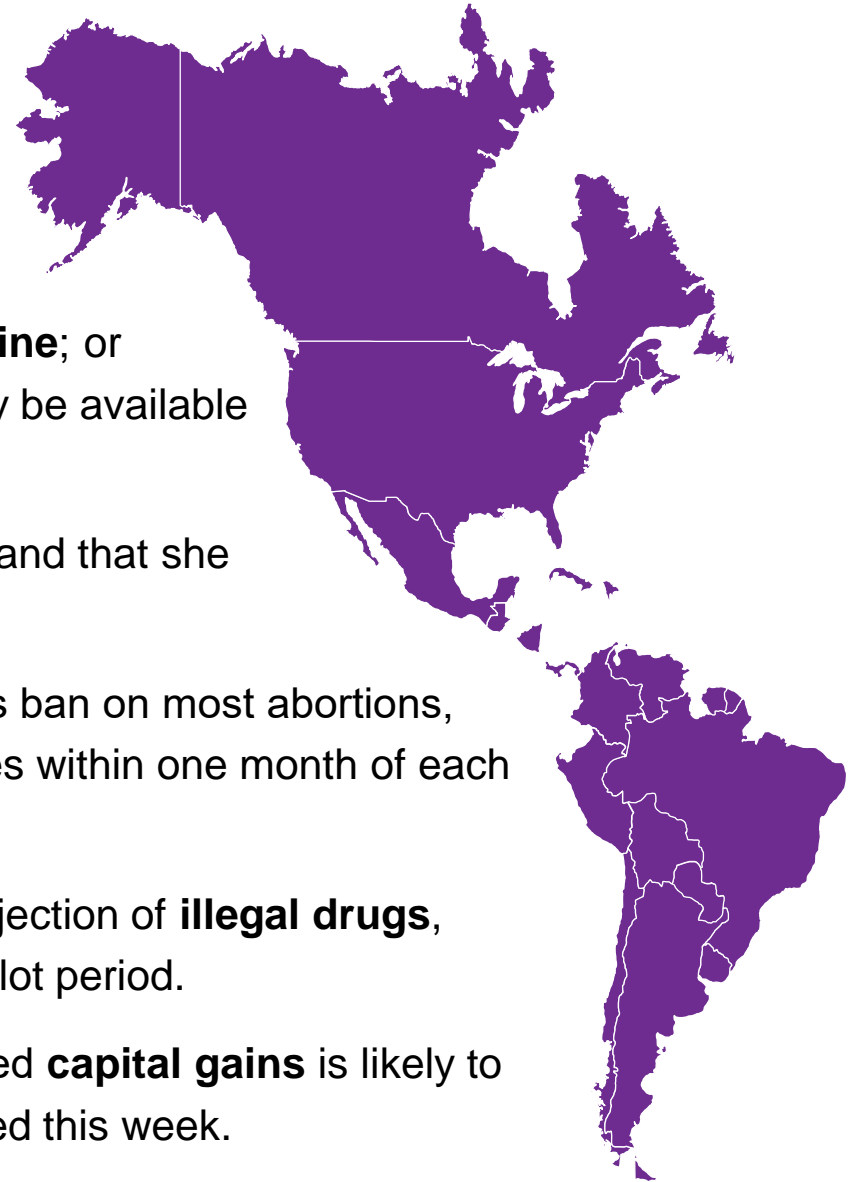 ine; or
y be available
and that she
s ban on most abortions,
es within one month of each
jection of illegal drugs,
lot period.
ed capital gains is likely to
ed this week.